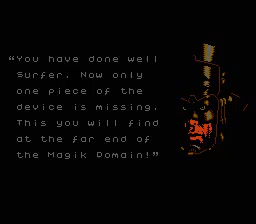 “You have done well
Surfer. Now only
one piece of the
device is missing.
This you will find
at the far end of
the Magik Domain!”